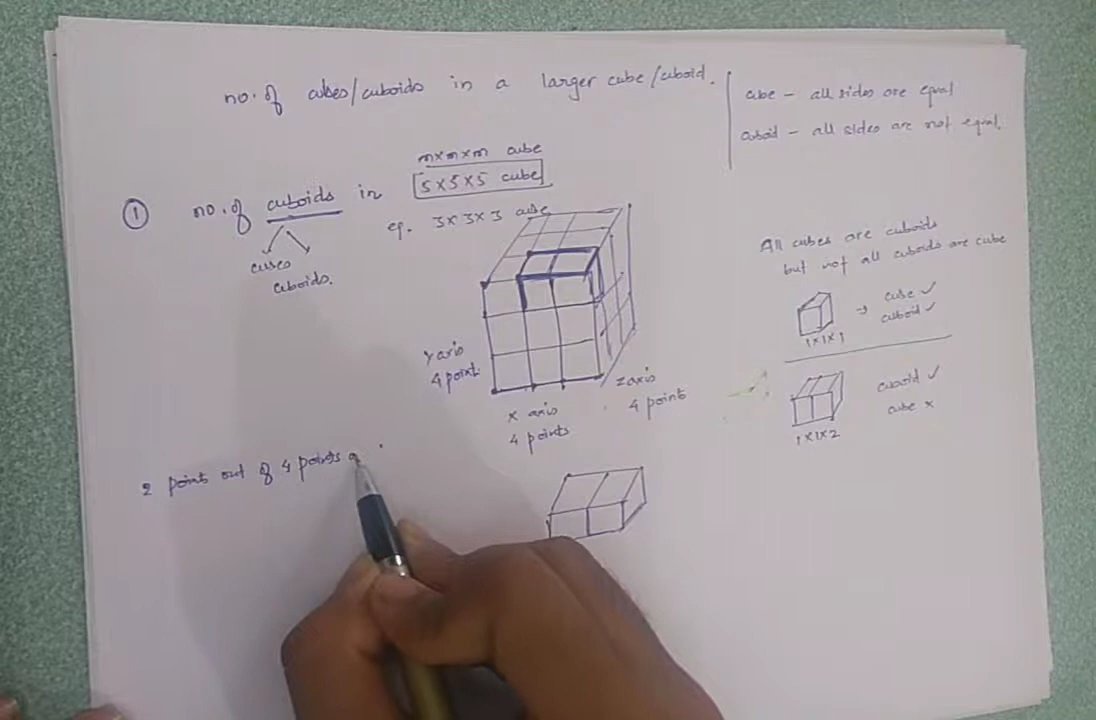 no. of cubes/cuboids in a larger cube/cuboid.
cube - all sides are equal
cuboid - all sides are not equal.
m×m×m cube
① no. of cuboids in 5×5×5 cube
cubes
cuboids.
eg. 3×3×3 cube
All cubes are cuboids
but not all cuboids are cube
→ cube ✓
cuboid ✓
1×1×1
cuboid ✓
cube ×
1×1×2
Y axis
4 point
x axis
4 points
z axis
4 point
2 point out of 4 points